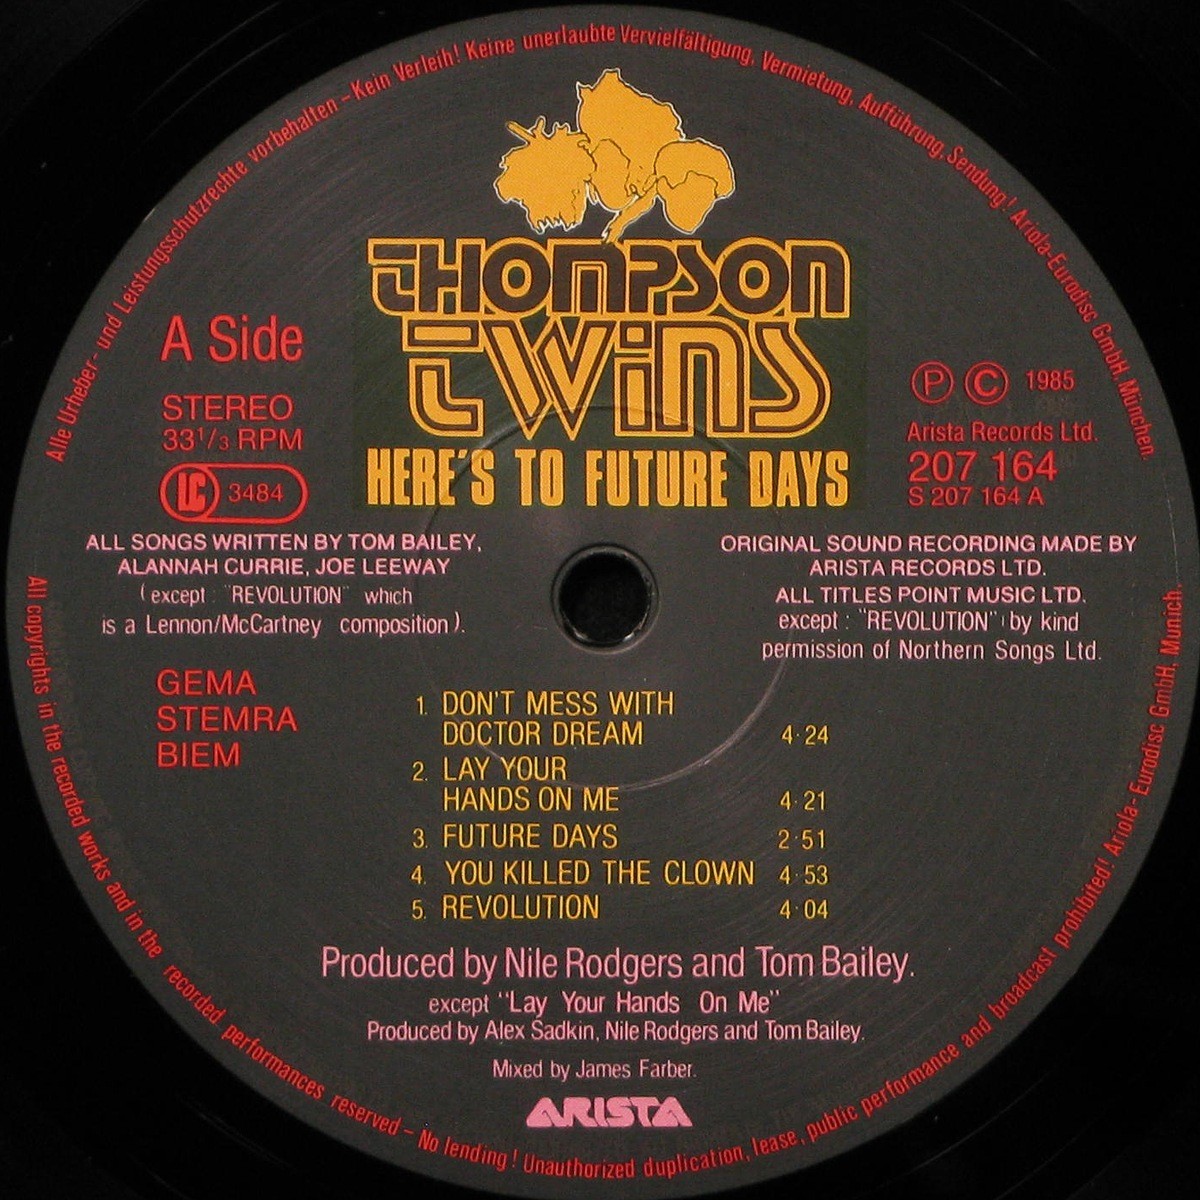 Alle Urheber- und Leistungsschutzrechte vorbehalten – Kein Verleih! Keine unerlaubte Vervielfältigung, Vermietung, Aufführung, Sendung! Ariola-Eurodisc GmbH, München.
THOMPSON
TWINS
HERE'S TO FUTURE DAYS
A Side
STEREO
33 1/3 RPM
LC 3484
Ⓟ © 1985
Arista Records Ltd.
207 164
S 207 164 A
ALL SONGS WRITTEN BY TOM BAILEY,
ALANNAH CURRIE, JOE LEEWAY
(except : "REVOLUTION" which
is a Lennon/McCartney composition).
ORIGINAL SOUND RECORDING MADE BY
ARISTA RECORDS LTD.
ALL TITLES POINT MUSIC LTD.
except : "REVOLUTION" by kind
permission of Northern Songs Ltd.
GEMA
STEMRA
BIEM
1. DON'T MESS WITH
DOCTOR DREAM 4·24
2. LAY YOUR
HANDS ON ME 4·21
3. FUTURE DAYS 2·51
4. YOU KILLED THE CLOWN 4·53
5. REVOLUTION 4·04
Produced by Nile Rodgers and Tom Bailey.
except "Lay Your Hands On Me"
Produced by Alex Sadkin, Nile Rodgers and Tom Bailey.
Mixed by James Farber.
ARISTA
All copyrights in the recorded works and in the recorded performances reserved – No lending! Unauthorized duplication, lease, public performance and broadcast prohibited! Ariola-Eurodisc GmbH, Munich.